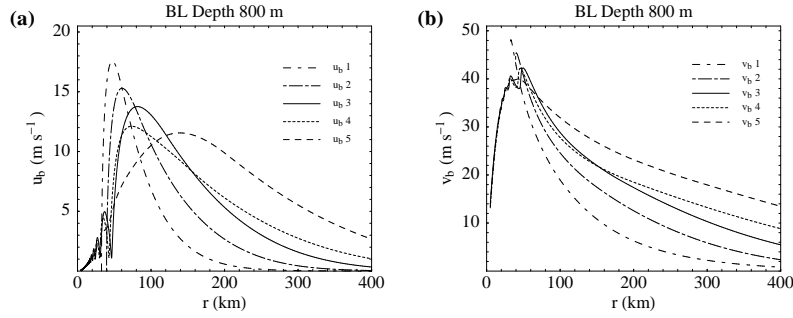 (a)
BL Depth 800 m
20
15
10
5
u_b (m s⁻¹)
u_b 1
u_b 2
u_b 3
u_b 4
u_b 5
0 100 200 300 400
r (km)
(b)
BL Depth 800 m
50
40
30
20
10
v_b (m s⁻¹)
v_b 1
v_b 2
v_b 3
v_b 4
v_b 5
0 100 200 300 400
r (km)